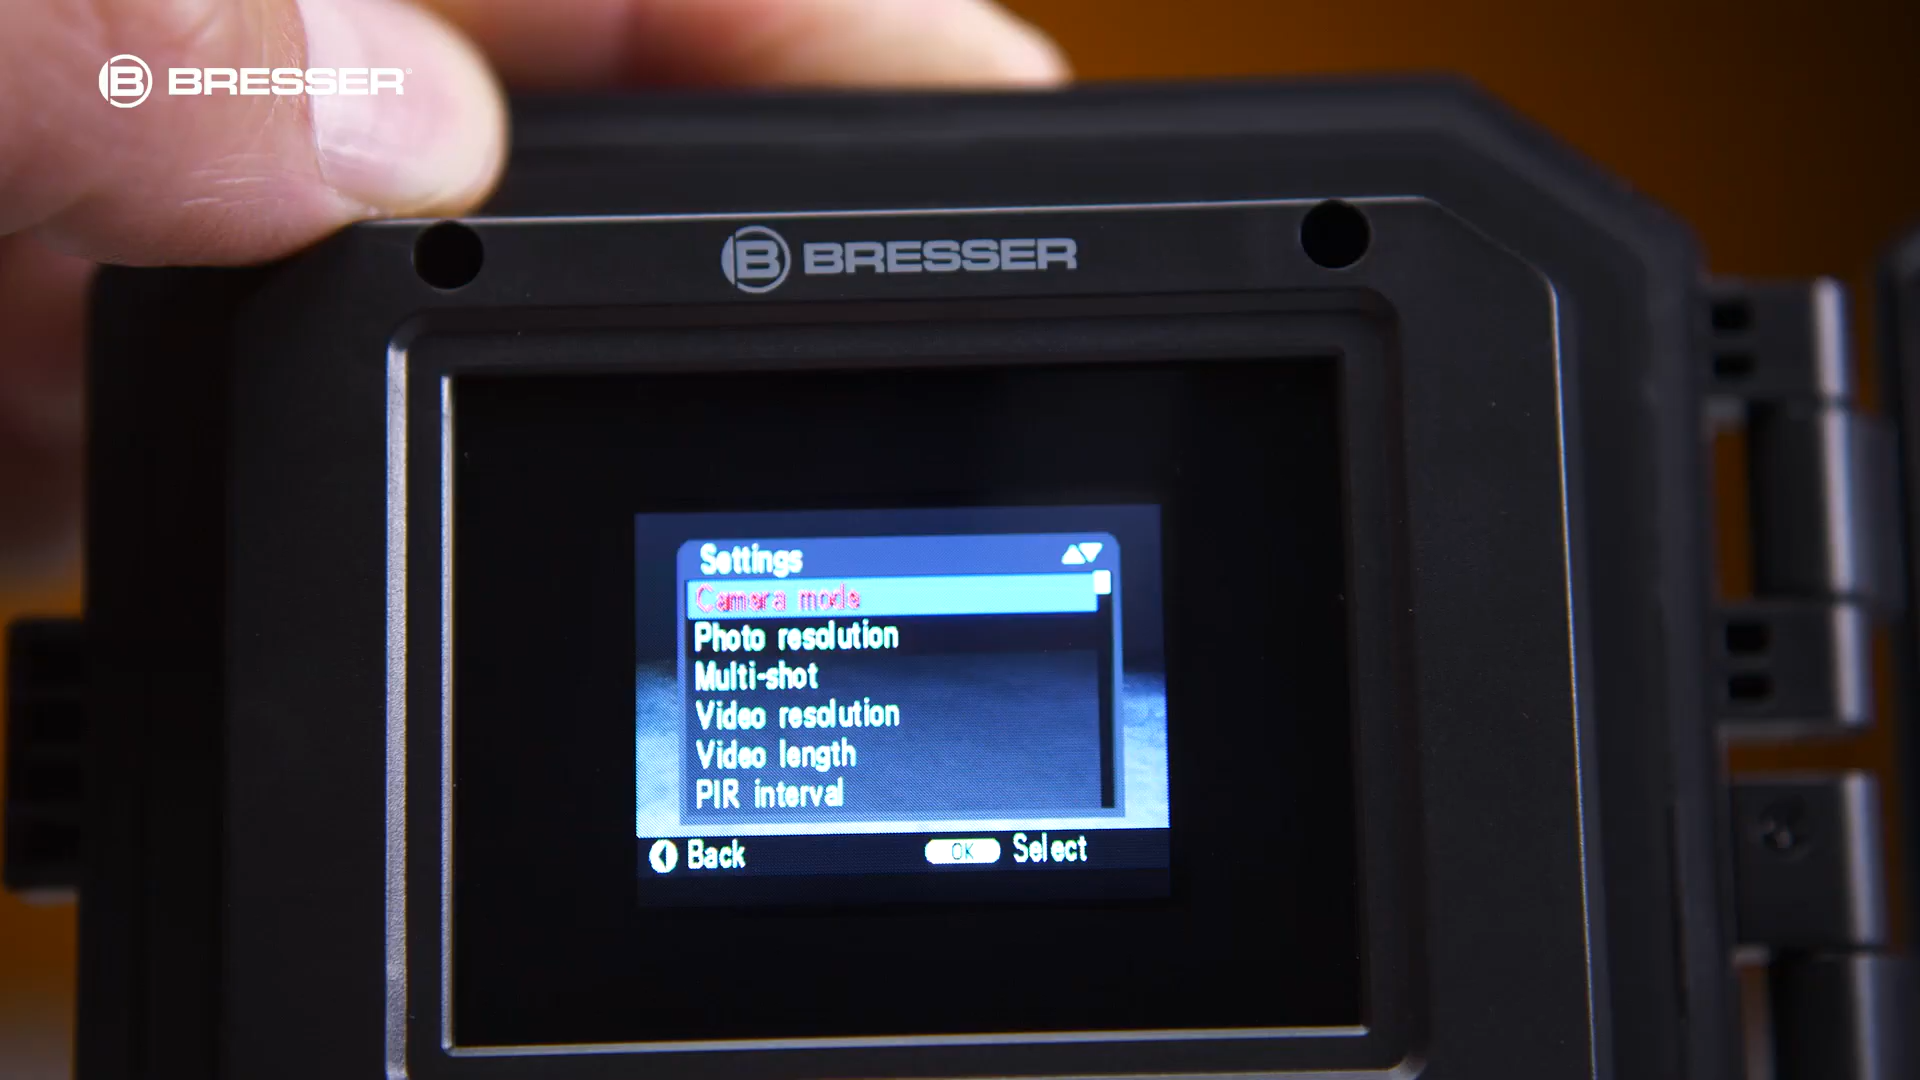 B BRESSER
B BRESSER
Settings
Camera mode
Photo resolution
Multi-shot
Video resolution
Video length
PIR interval
Back OK Select